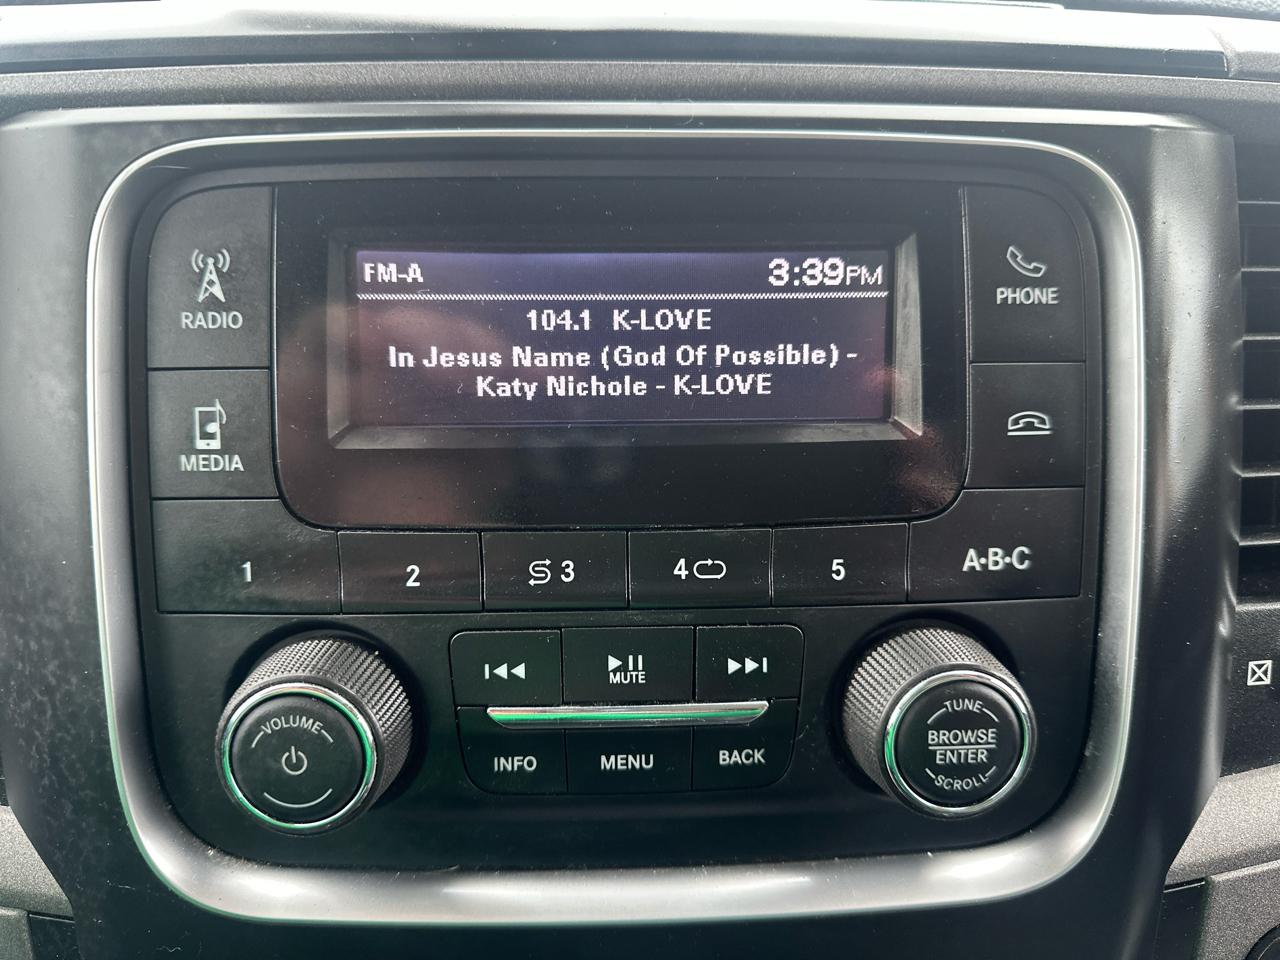 FM-A 3:39PM
104.1 K-LOVE
In Jesus Name (God Of Possible) -
Katy Nichole - K-LOVE
RADIO
MEDIA
PHONE
1 2 3 4 5 A·B·C
MUTE
INFO MENU BACK
VOLUME
TUNE
BROWSE
ENTER
SCROLL